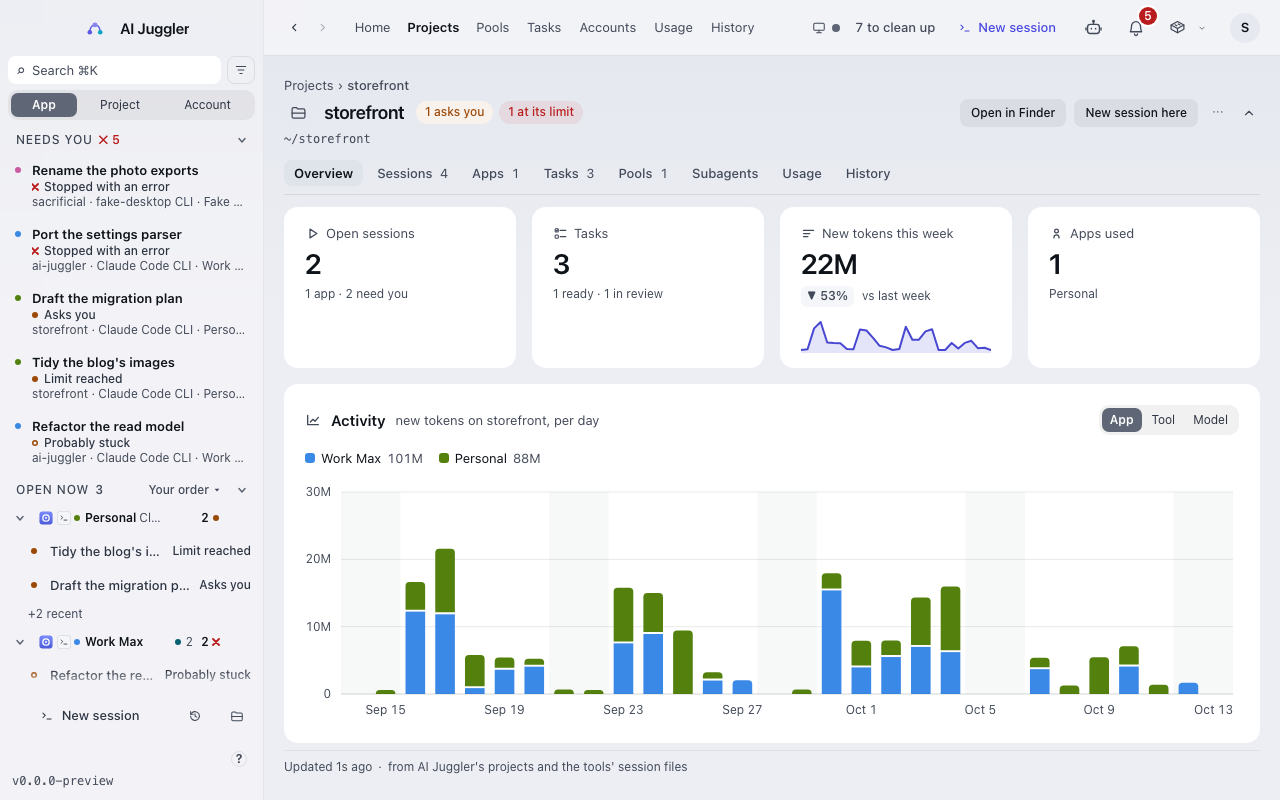 AI Juggler
Search ⌘K
App Project Account
NEEDS YOU 5
Rename the photo exports
Stopped with an error
sacrificial · fake-desktop CLI · Fake ...
Port the settings parser
Stopped with an error
ai-juggler · Claude Code CLI · Work ...
Draft the migration plan
Asks you
storefront · Claude Code CLI · Perso...
Tidy the blog's images
Limit reached
storefront · Claude Code CLI · Perso...
Refactor the read model
Probably stuck
ai-juggler · Claude Code CLI · Work ...
OPEN NOW 3 Your order
Personal Cl... 2
Tidy the blog's i... Limit reached
Draft the migration p... Asks you
+2 recent
Work Max 2 2
Refactor the re... Probably stuck
New session
?
v0.0.0-preview
Home Projects Pools Tasks Accounts Usage History 7 to clean up New session 5 S
Projects › storefront
storefront 1 asks you 1 at its limit Open in Finder New session here ...
~/storefront
Overview Sessions 4 Apps 1 Tasks 3 Pools 1 Subagents Usage History
Open sessions
2
1 app · 2 need you
Tasks
3
1 ready · 1 in review
New tokens this week
22M
▼ 53% vs last week
Apps used
1
Personal
Activity new tokens on storefront, per day App Tool Model
Work Max 101M Personal 88M
30M
20M
10M
0
Sep 15 Sep 19 Sep 23 Sep 27 Oct 1 Oct 5 Oct 9 Oct 13
Updated 1s ago · from AI Juggler's projects and the tools' session files